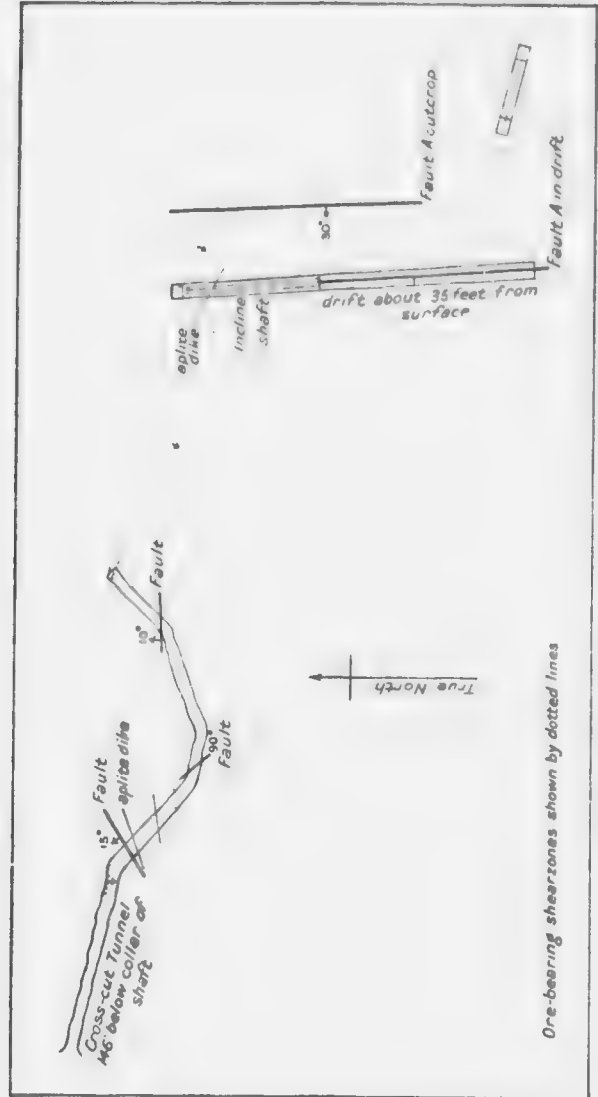 Cross-cut Tunnel
146' below coller of
shaft
15°
Fault
aplite dike
90°
Fault
10°
Fault
True North
aplite
dike
Incline
shaft
drift about 35 feet from
surface
30°
Fault A outcrop
Fault A in drift
Ore-bearing shearzones shown by dotted lines